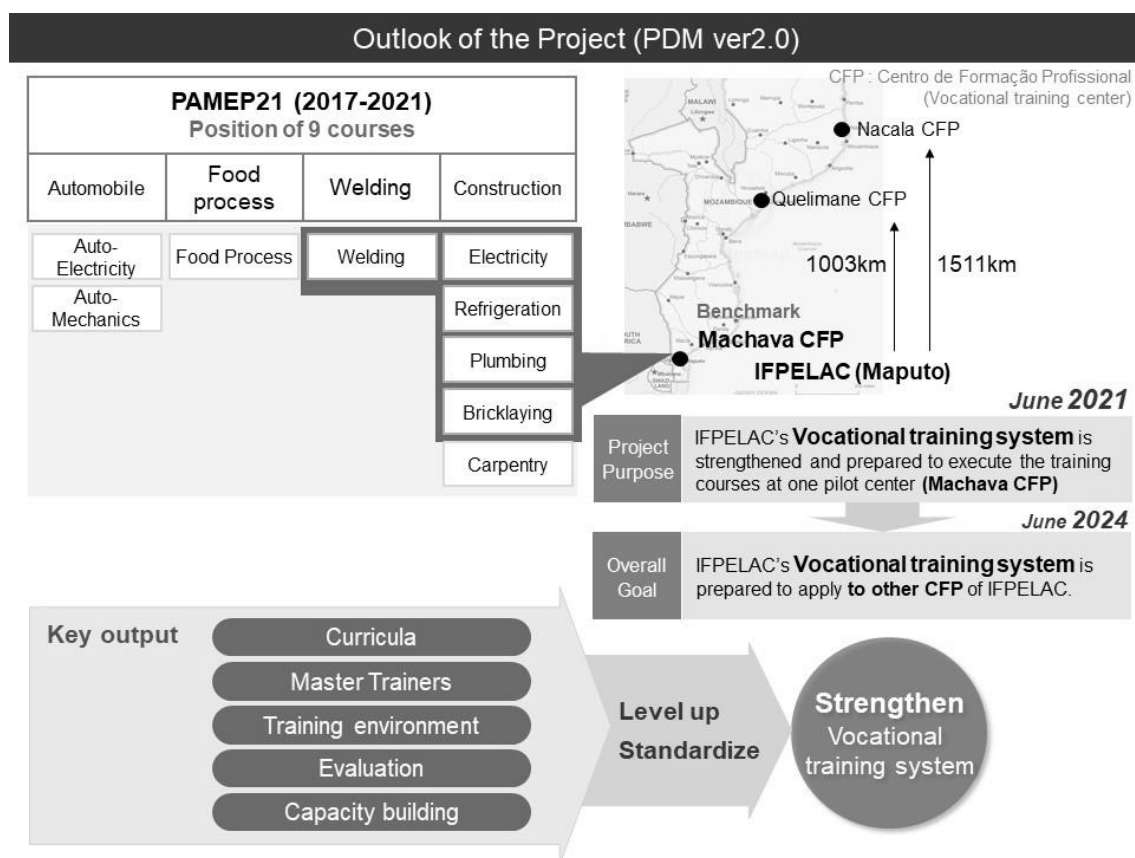 Outlook of the Project (PDM ver2.0)
PAMEP21 (2017-2021)
Position of 9 courses
Automobile
Food
process
Welding
Construction
Auto-
Electricity
Food Process
Welding
Electricity
Auto-
Mechanics
Refrigeration
Plumbing
Bricklaying
Carpentry
CFP : Centro de Formação Profissional
(Vocational training center)
MALAWI
Nacala CFP
MOZAMBIQUE
Quelimane CFP
1003km
1511km
Benchmark
Machava CFP
IFPELAC (Maputo)
June 2021
Project
Purpose
IFPELAC's Vocational training system is
strengthened and prepared to execute the training
courses at one pilot center (Machava CFP)
June 2024
Overall
Goal
IFPELAC's Vocational training system is
prepared to apply to other CFP of IFPELAC.
Key output
Curricula
Master Trainers
Training environment
Evaluation
Capacity building
Level up
Standardize
Strengthen
Vocational
training system